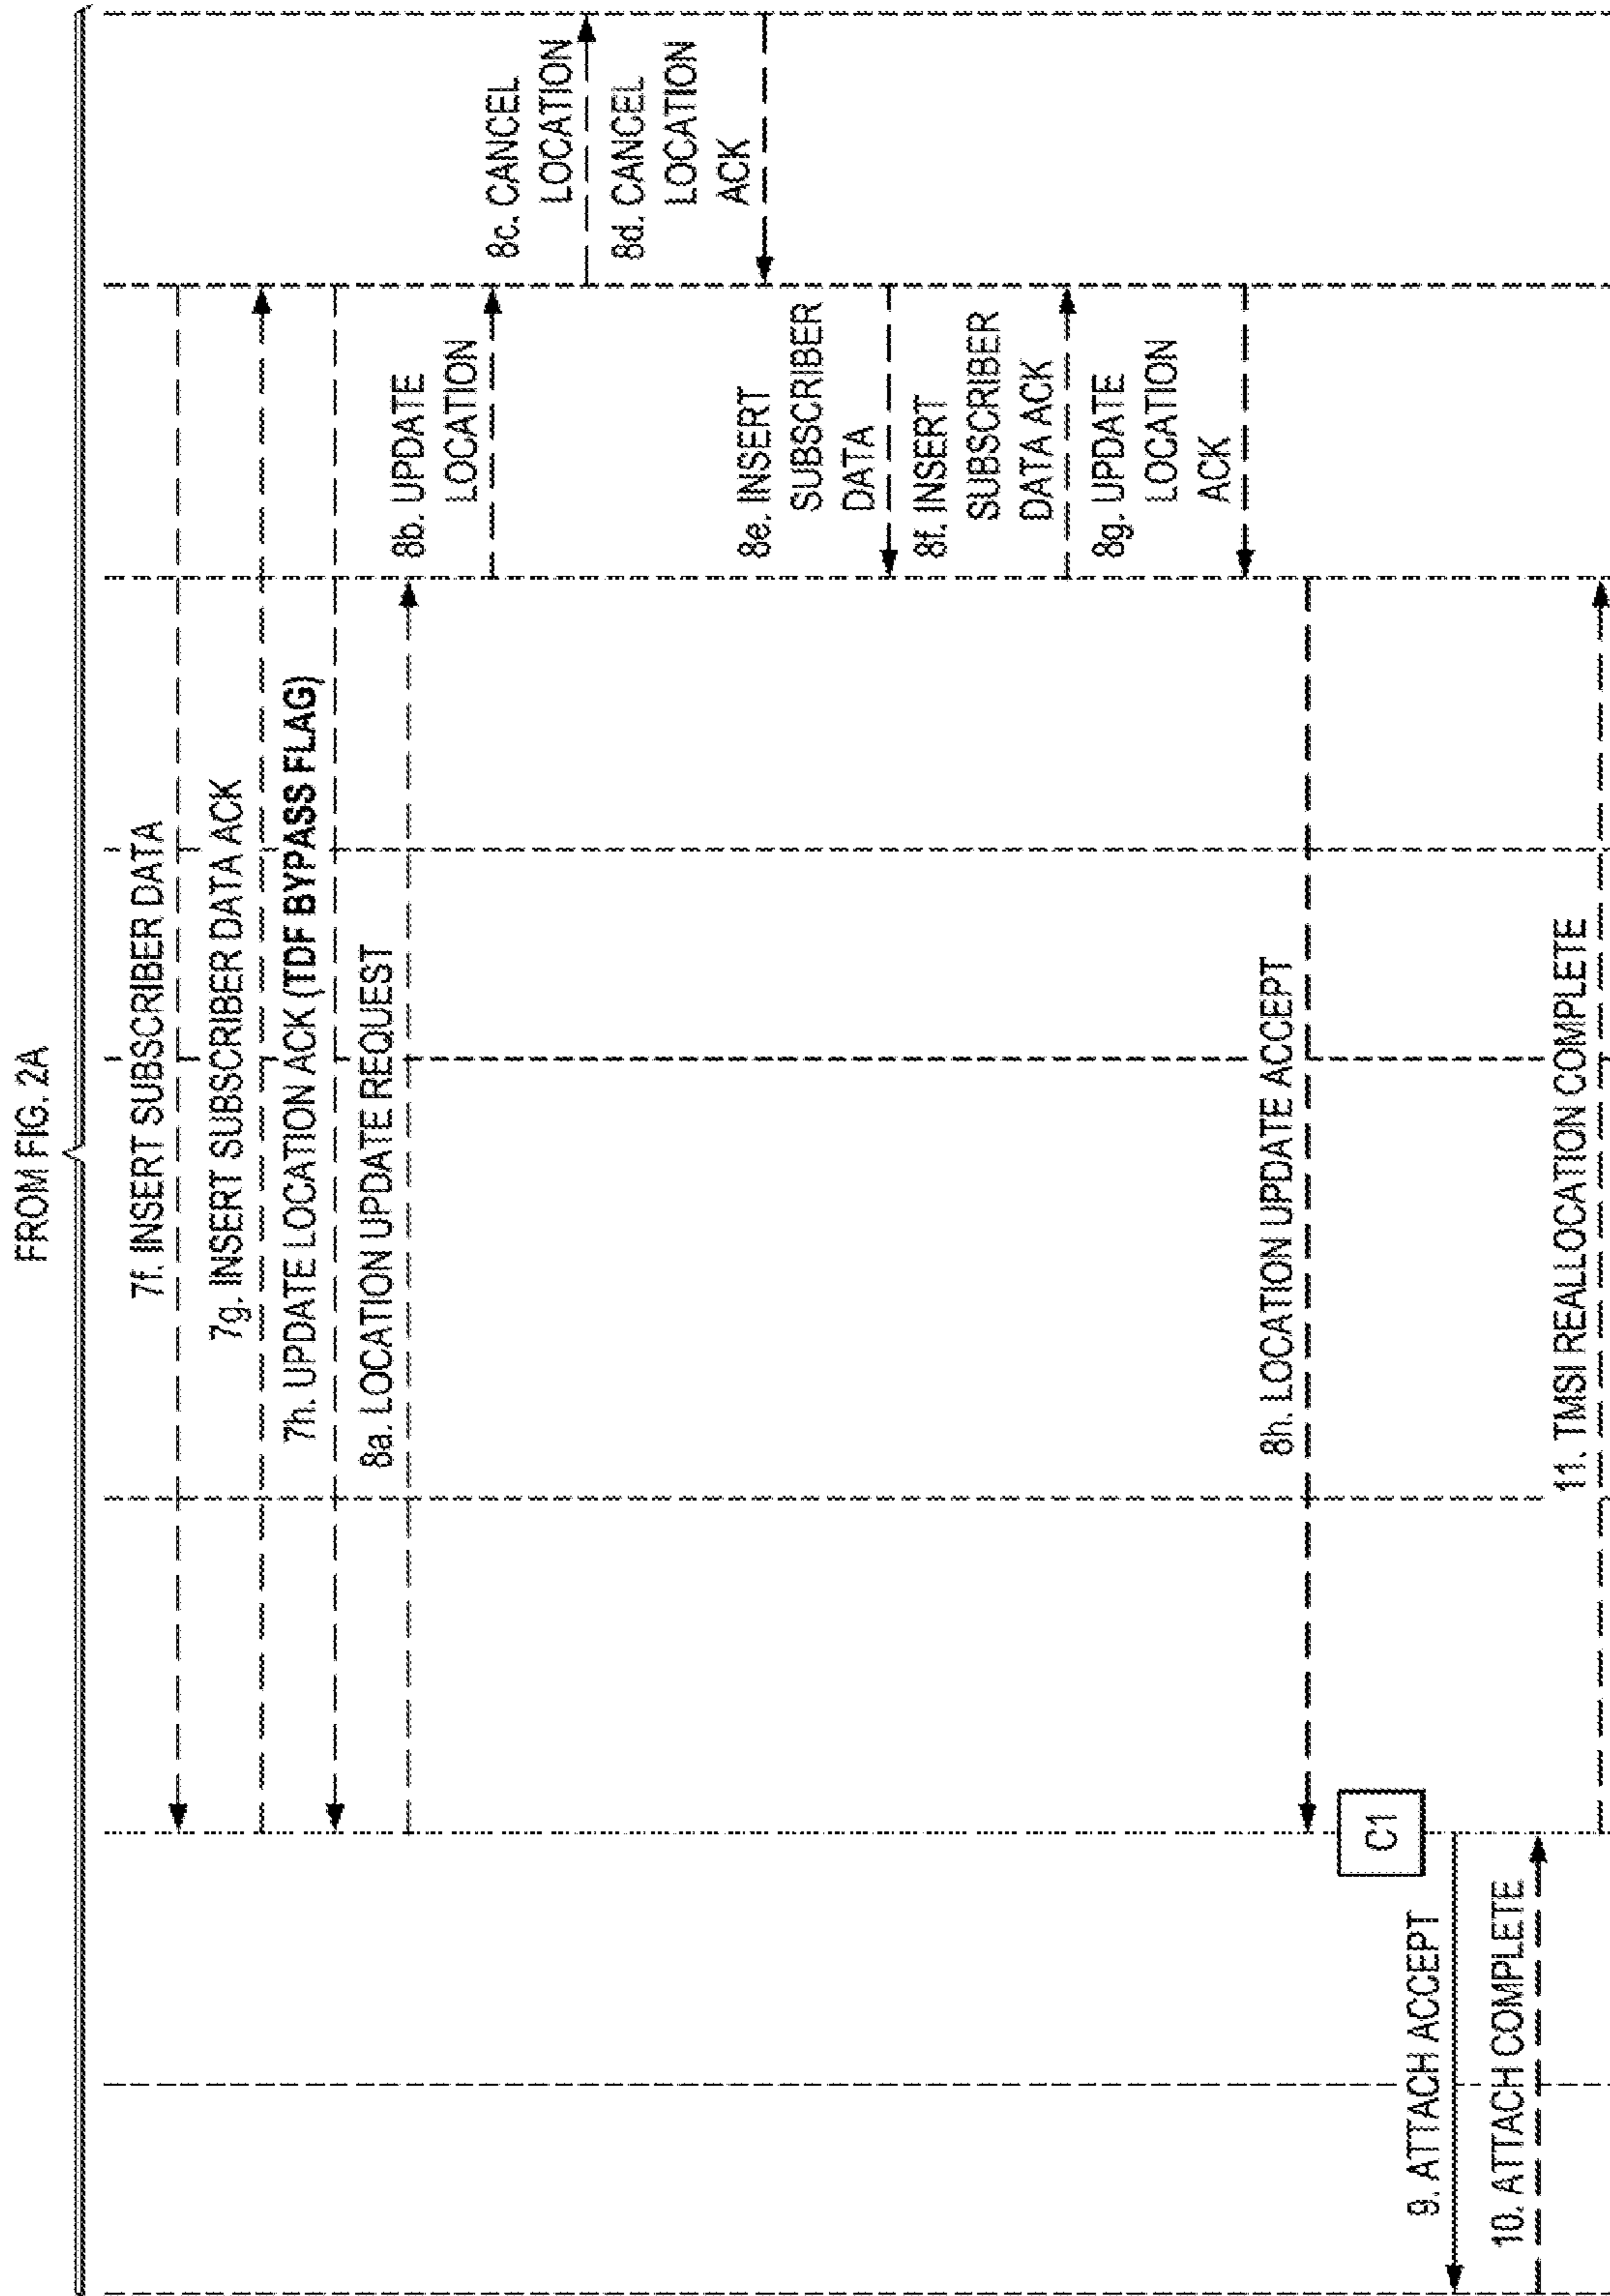 FROM FIG. 2A
7f. INSERT SUBSCRIBER DATA
7g. INSERT SUBSCRIBER DATA ACK
7h. UPDATE LOCATION ACK (TDF BYPASS FLAG)
8a. LOCATION UPDATE REQUEST
8b. UPDATE
LOCATION
8c. CANCEL
LOCATION
8d. CANCEL
LOCATION
ACK
8e. INSERT
SUBSCRIBER
DATA
8f. INSERT
SUBSCRIBER
DATA ACK
8g. UPDATE
LOCATION
ACK
8h. LOCATION UPDATE ACCEPT
C1
9. ATTACH ACCEPT
10. ATTACH COMPLETE
11. TMSI REALLOCATION COMPLETE